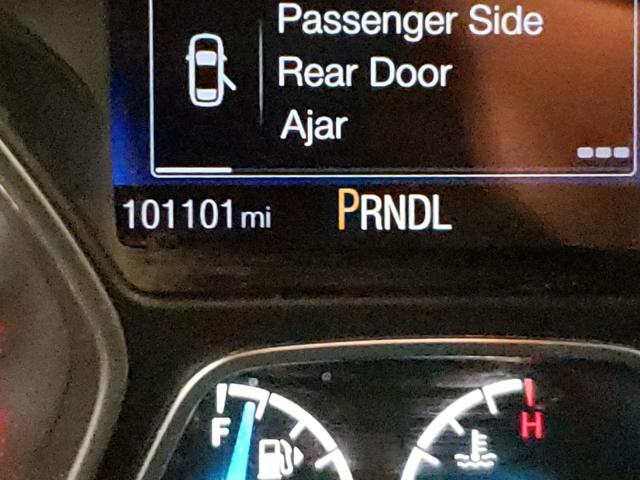 Passenger Side
Rear Door
Ajar
101101 mi PRNDL
F H